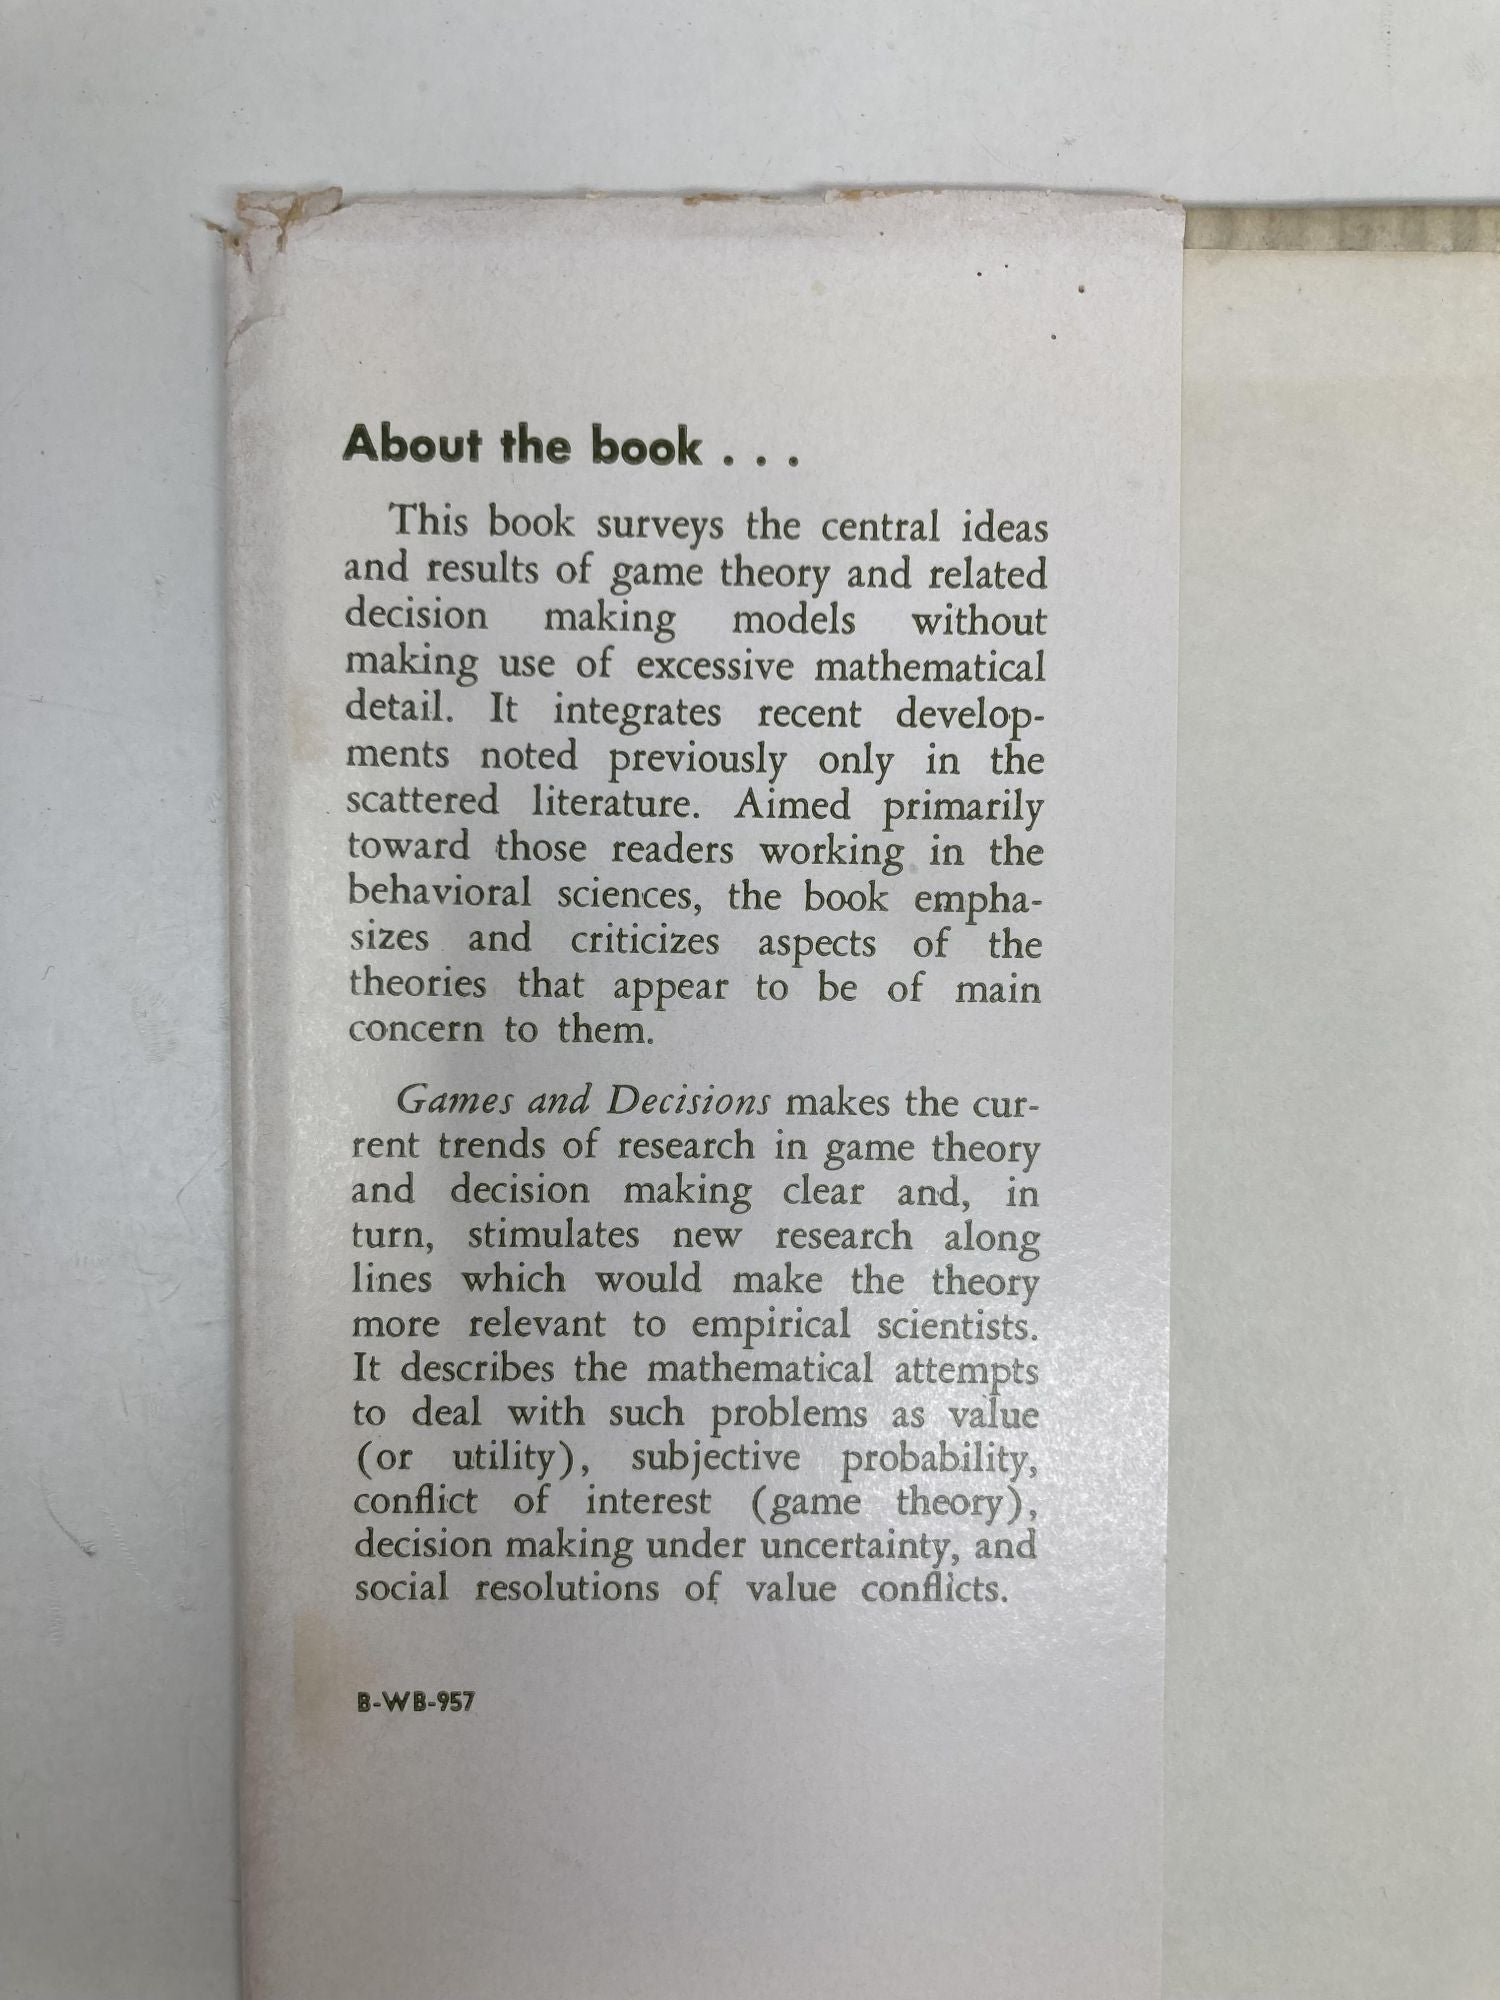 About the book . . .
This book surveys the central ideas
and results of game theory and related
decision making models without
making use of excessive mathematical
detail. It integrates recent develop-
ments noted previously only in the
scattered literature. Aimed primarily
toward those readers working in the
behavioral sciences, the book empha-
sizes and criticizes aspects of the
theories that appear to be of main
concern to them.
Games and Decisions makes the cur-
rent trends of research in game theory
and decision making clear and, in
turn, stimulates new research along
lines which would make the theory
more relevant to empirical scientists.
It describes the mathematical attempts
to deal with such problems as value
(or utility), subjective probability,
conflict of interest (game theory),
decision making under uncertainty, and
social resolutions of value conflicts.
B-WB-957